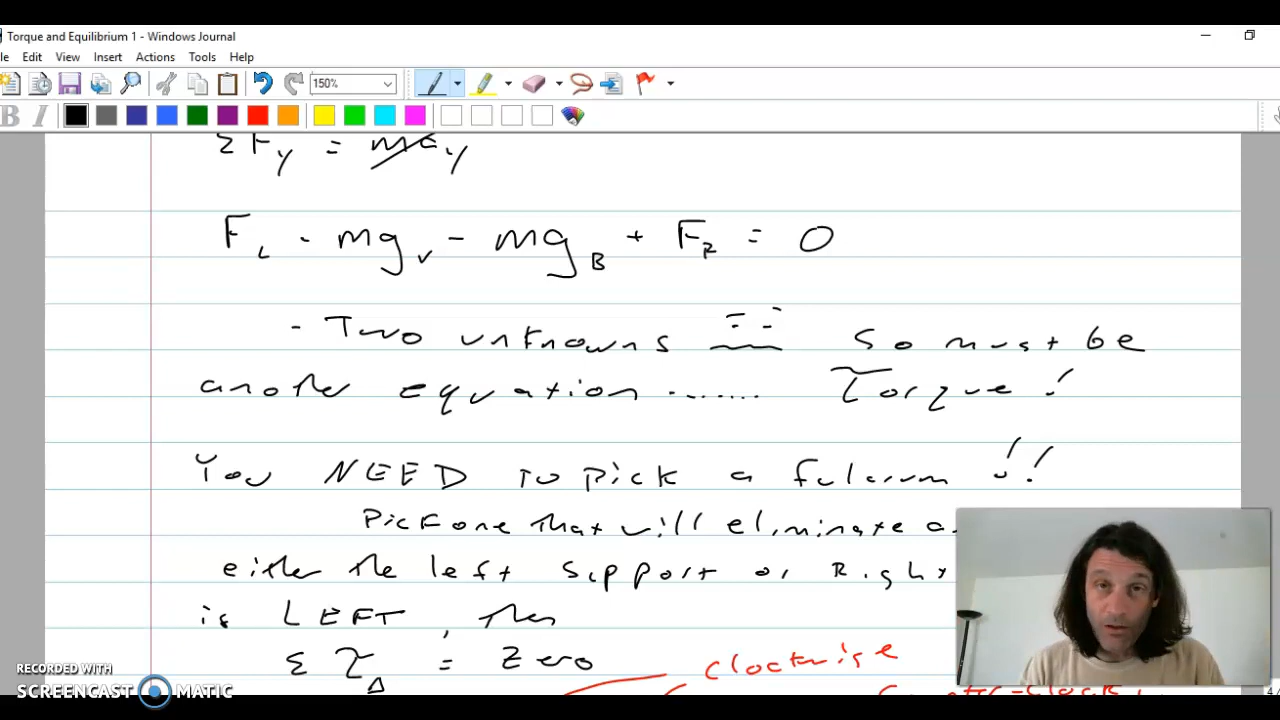 Torque and Equilibrium 1 - Windows Journal
le Edit View Insert Actions Tools Help
150%
B I
ΣFy = may
FL - mgV - mgB + FR = 0
- Two unknowns so must be
another equation ....... Torque!
You NEED to pick a fulcrum !!
Pick one that will eliminate
either the left support or Right
is LEFT, then
Σ τΔ = Zero clockwise
RECORDED WITH
SCREENCAST MATIC